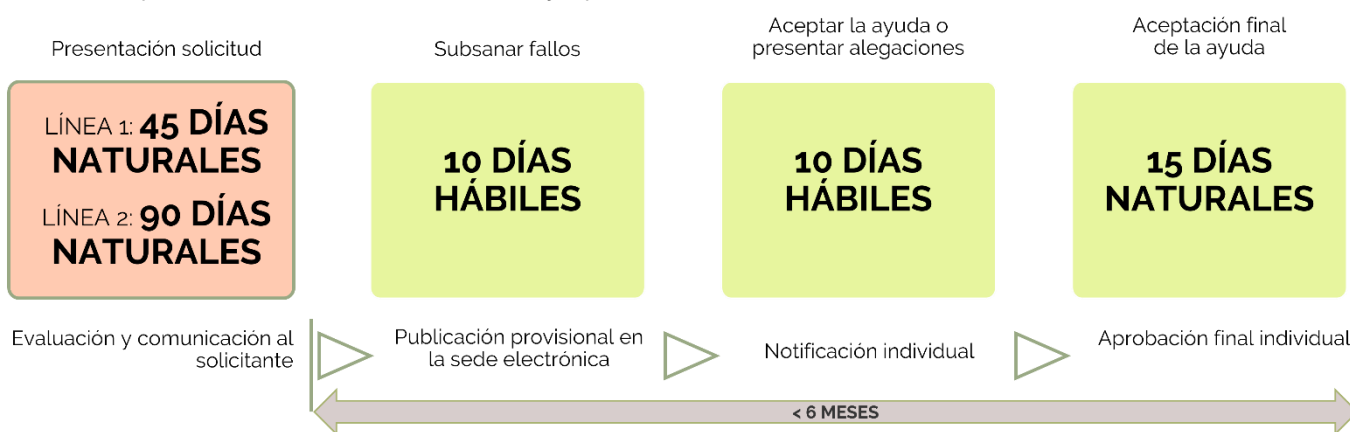 Presentación solicitud
LÍNEA 1: 45 DÍAS
NATURALES
LÍNEA 2: 90 DÍAS
NATURALES
Evaluación y comunicación al
solicitante
Subsanar fallos
10 DÍAS
HÁBILES
Publicación provisional en
la sede electrónica
Aceptar la ayuda o
presentar alegaciones
10 DÍAS
HÁBILES
Notificación individual
Aceptación final
de la ayuda
15 DÍAS
NATURALES
Aprobación final individual
< 6 MESES